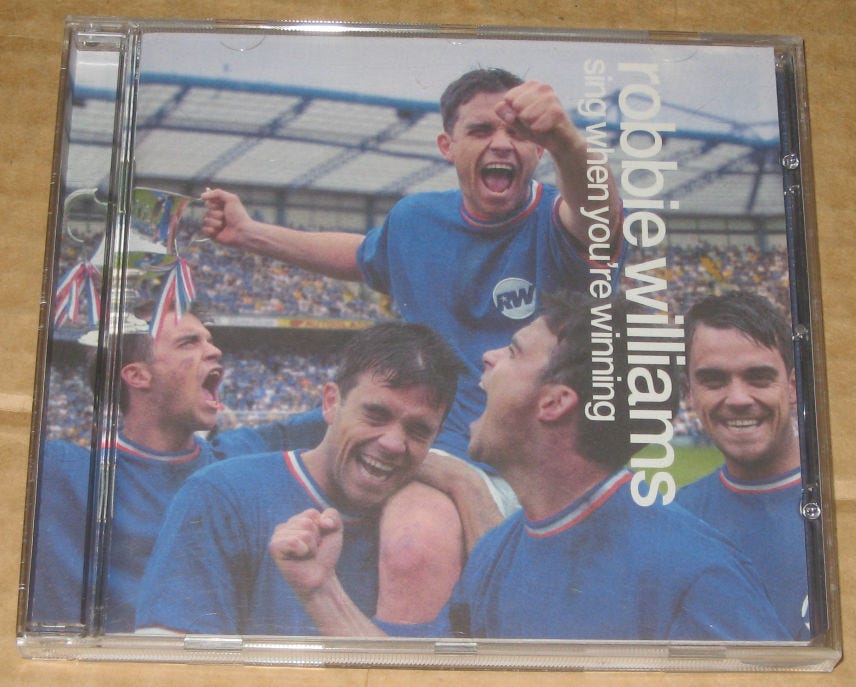 robbie williams
sing when you're winning
RW